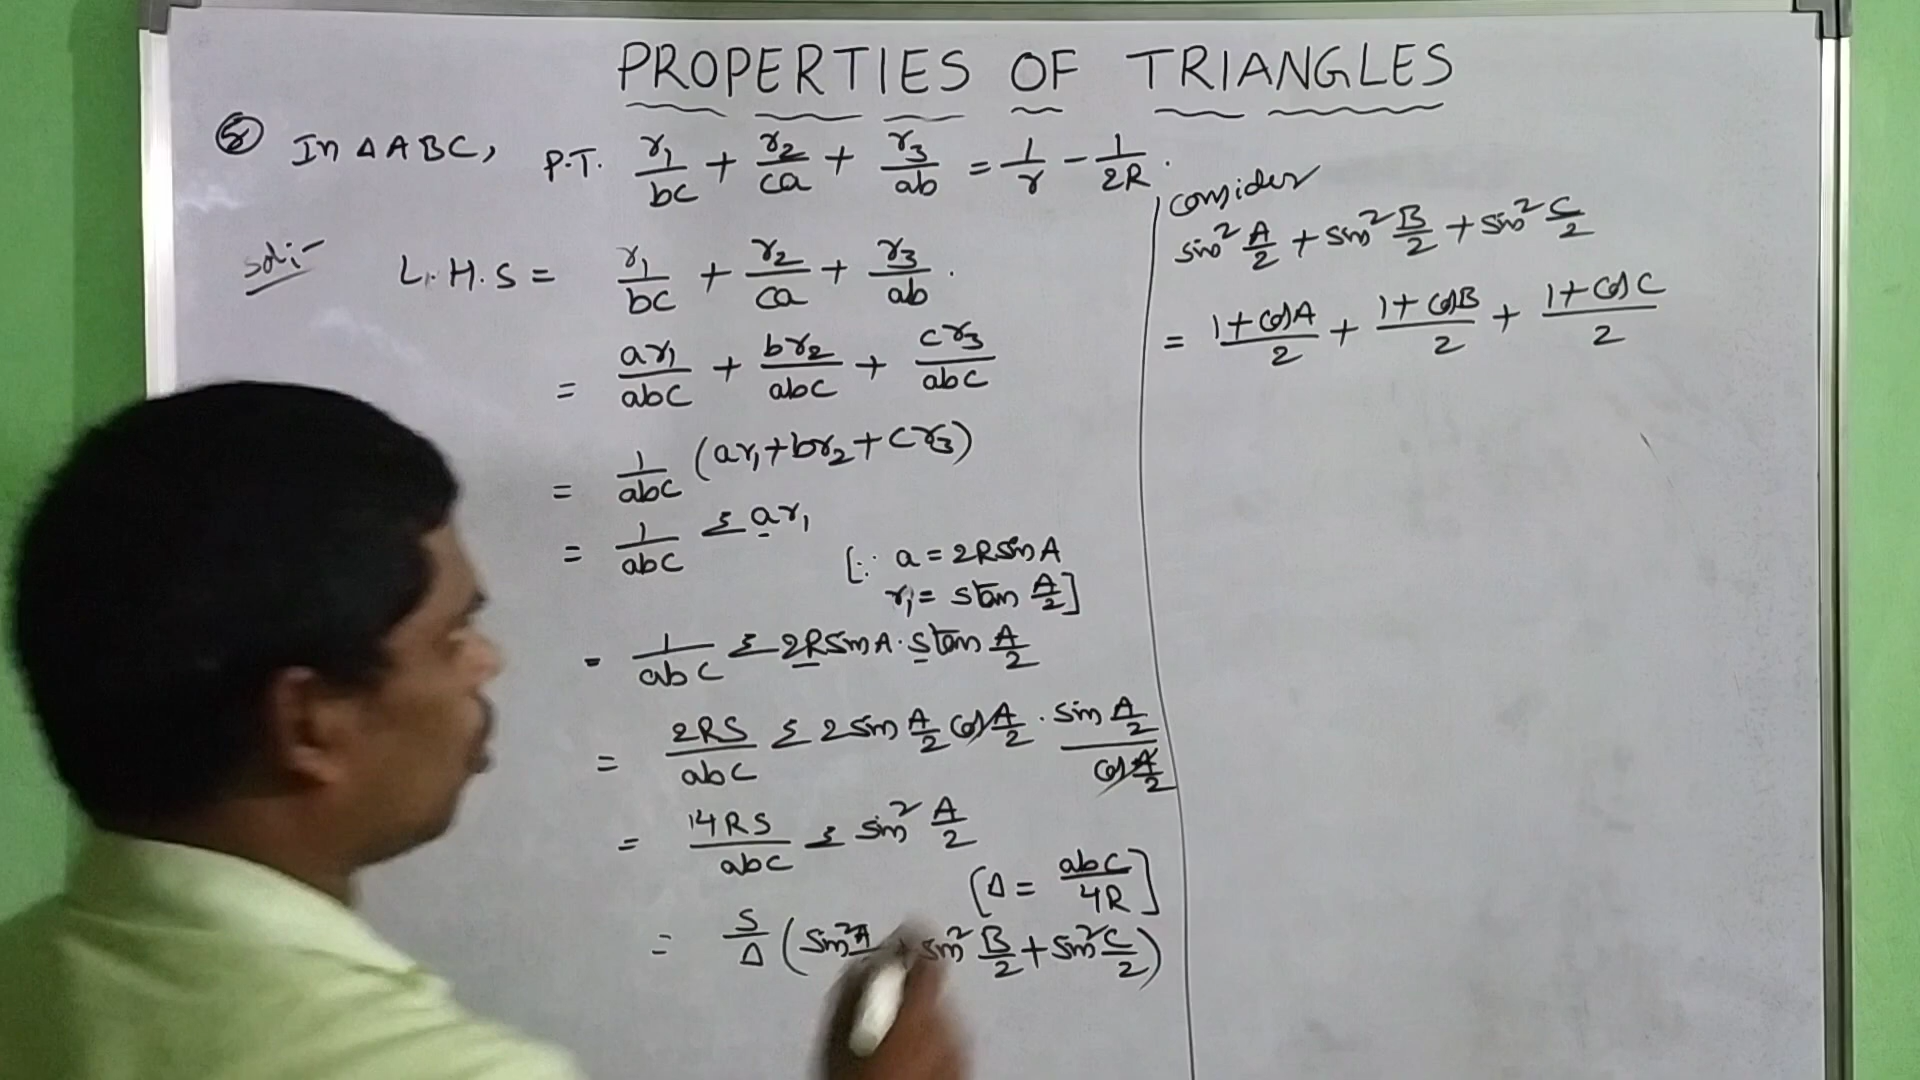 PROPERTIES OF TRIANGLES
⑧ In ΔABC, P.T. r₁/bc + r₂/ca + r₃/ab = 1/r − 1/2R.
Sol:- L.H.S = r₁/bc + r₂/ca + r₃/ab.
= ar₁/abc + br₂/abc + cr₃/abc
= 1/abc (ar₁+br₂+cr₃)
= 1/abc Σ ar₁
[∵ a = 2R sin A
r₁ = s tan A/2]
= 1/abc Σ 2R sin A · s tan A/2
= 2RS/abc Σ 2 sin A/2 cos A/2 · sin A/2 / cos A/2
= 4RS/abc Σ sin² A/2
[Δ = abc/4R]
= S/Δ (sin² A + sin² B/2 + sin² C/2)
consider
sin² A/2 + sin² B/2 + sin² C/2
= 1+cos A/2 + 1+cos B/2 + 1+cos C/2